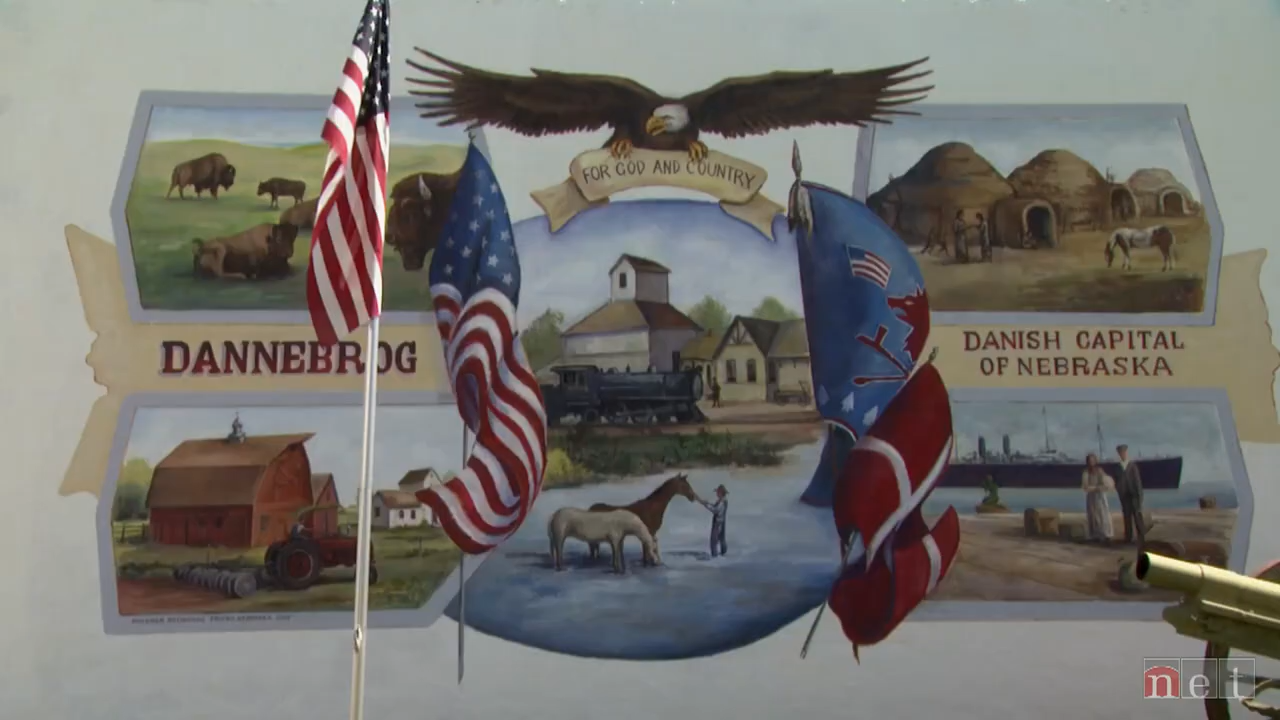 FOR GOD AND COUNTRY
DANNEBROG
DANISH CAPITAL
OF NEBRASKA
net